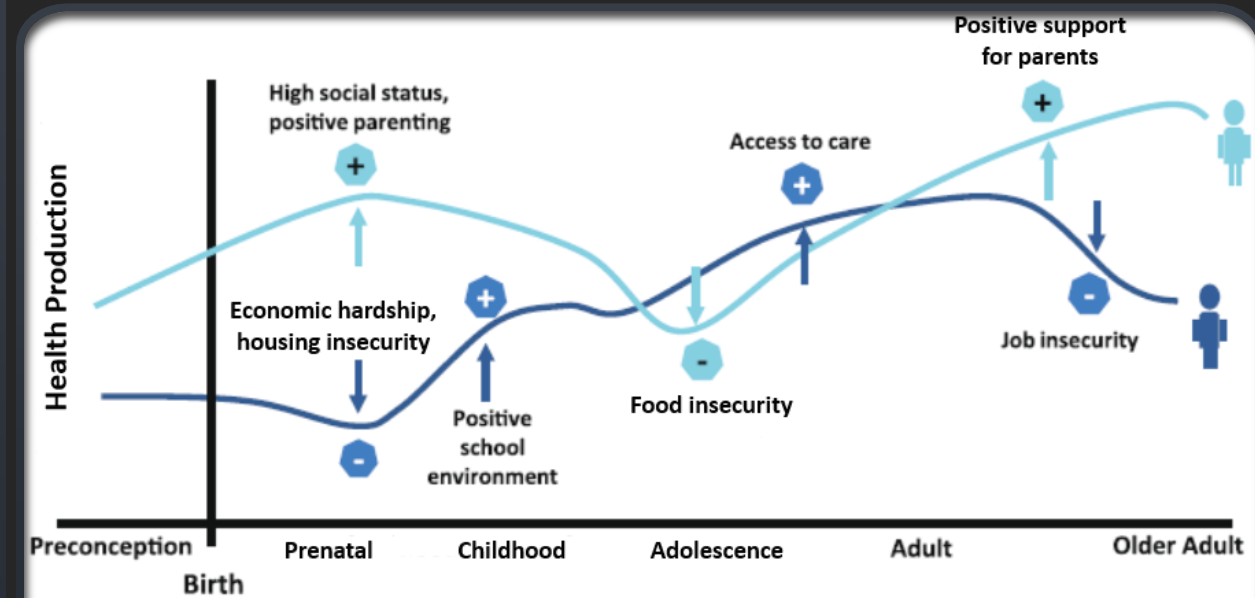 Positive support
for parents
+
High social status,
positive parenting
+
Access to care
+
Health Production
Economic hardship,
housing insecurity
+
-
Job insecurity
-
Food insecurity
Positive
school
environment
-
Preconception
Prenatal
Childhood
Adolescence
Adult
Older Adult
Birth